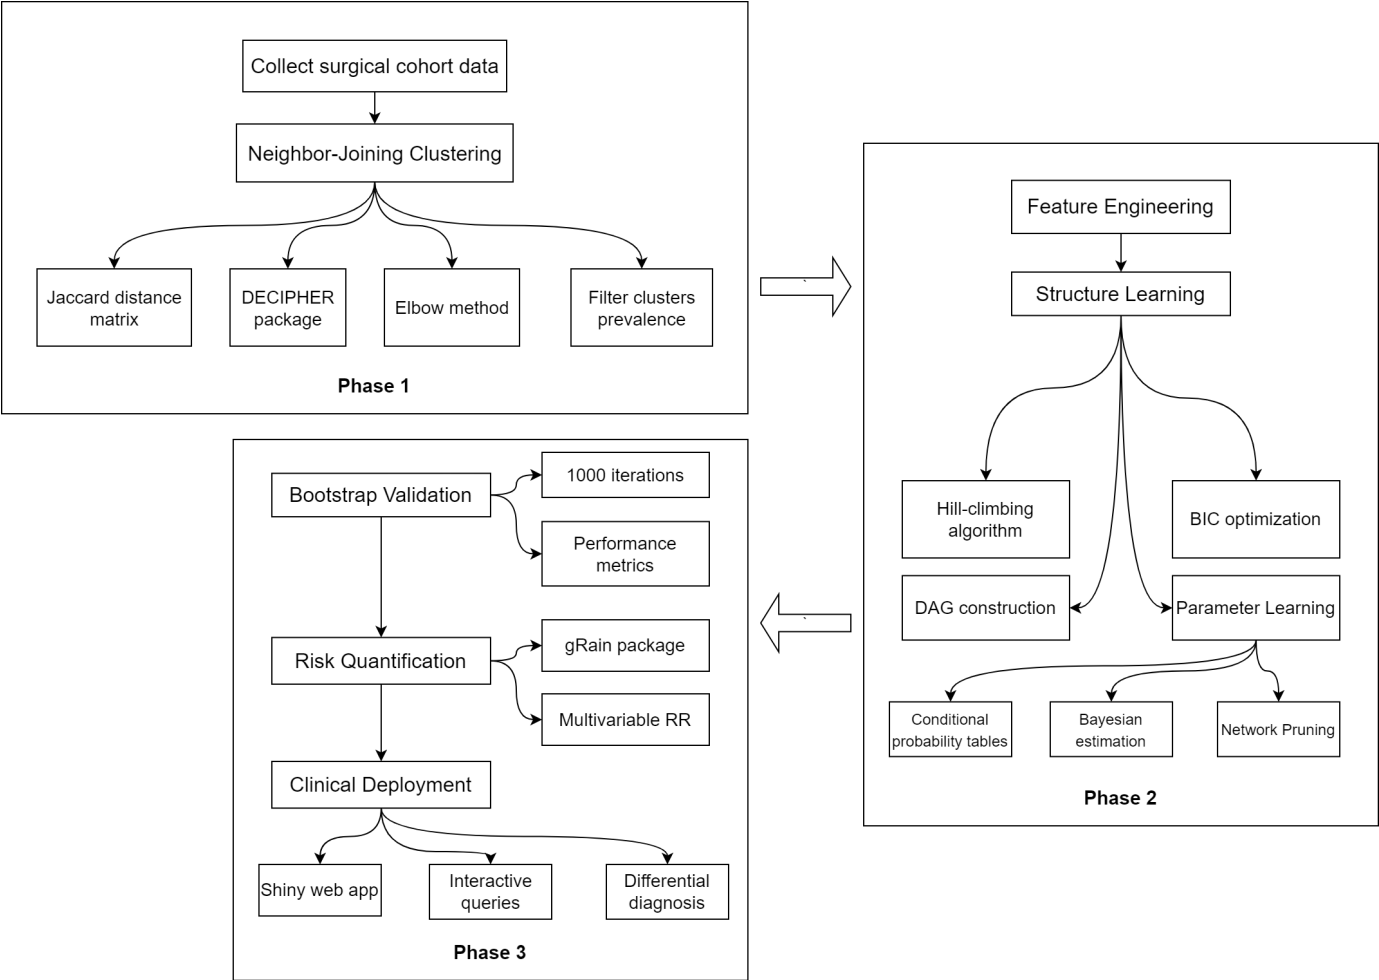 Collect surgical cohort data
Neighbor-Joining Clustering
Jaccard distance
matrix
DECIPHER
package
Elbow method
Filter clusters
prevalence
Phase 1
`
Feature Engineering
Structure Learning
Hill-climbing
algorithm
BIC optimization
DAG construction
Parameter Learning
Conditional
probability tables
Bayesian
estimation
Network Pruning
Phase 2
`
Bootstrap Validation
1000 iterations
Performance
metrics
Risk Quantification
gRain package
Multivariable RR
Clinical Deployment
Shiny web app
Interactive
queries
Differential
diagnosis
Phase 3